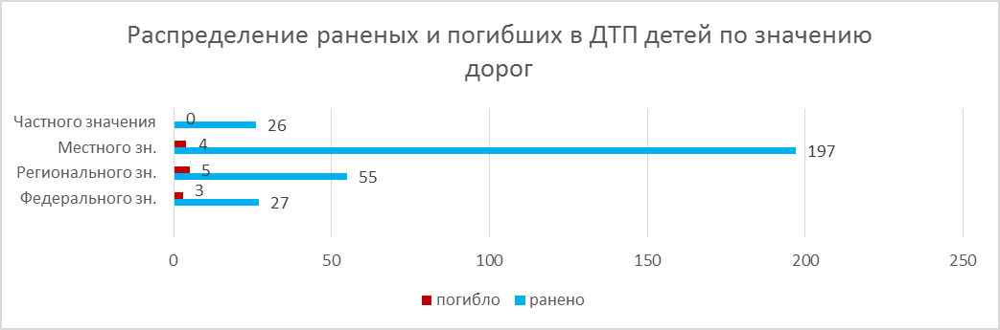 Распределение раненых и погибших в ДТП детей по значению
дорог
Частного значения 0 26
Местного зн. 4 197
Регионального зн. 5 55
Федерального зн. 3 27
0 50 100 150 200 250
погибло ранено